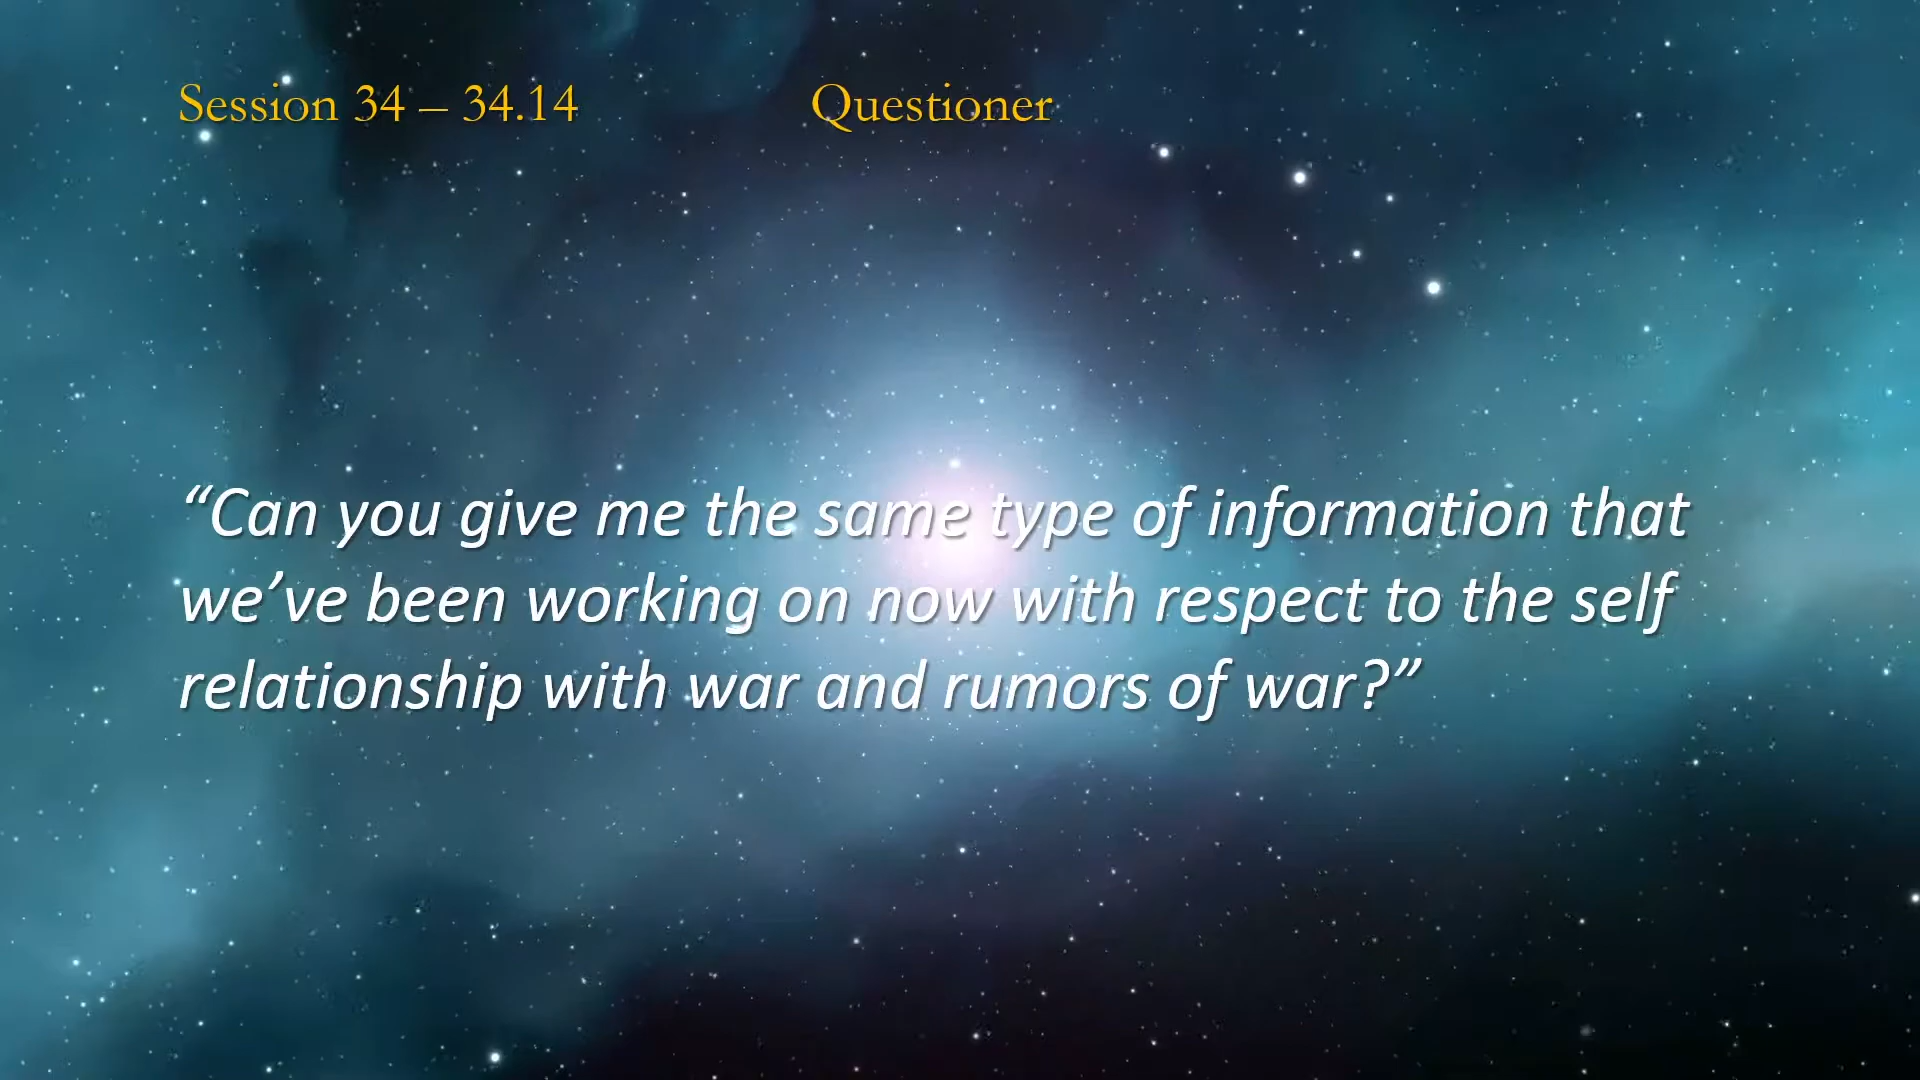 Session 34 – 34.14 Questioner
“Can you give me the same type of information that
we’ve been working on now with respect to the self
relationship with war and rumors of war?”